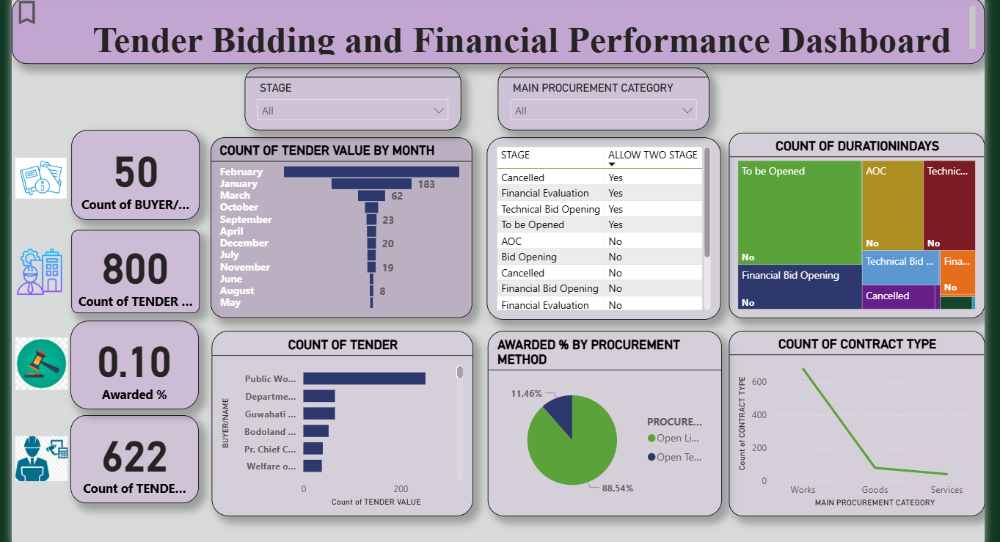 Tender Bidding and Financial Performance Dashboard
STAGE
All
MAIN PROCUREMENT CATEGORY
All
50
Count of BUYER/...
800
Count of TENDER ...
0.10
Awarded %
622
Count of TENDE...
COUNT OF TENDER VALUE BY MONTH
February
January 183
March 62
October
September 23
April
December 20
July
November 19
June
August 8
May
STAGE ALLOW TWO STAGE
Cancelled Yes
Financial Evaluation Yes
Technical Bid Opening Yes
To be Opened Yes
AOC No
Bid Opening No
Cancelled No
Financial Bid Opening No
Financial Evaluation No
COUNT OF DURATIONINDAYS
To be Opened
No
AOC
No
Technic...
No
Financial Bid Opening
No
Technical Bid ...
Fina...
No
Cancelled
COUNT OF TENDER
BUYER/NAME
Public Wo...
Departme...
Guwahati ...
Bodoland ...
Pr. Chief C...
Welfare o...
0 200
Count of TENDER VALUE
AWARDED % BY PROCUREMENT
METHOD
11.46%
88.54%
PROCURE...
Open Li...
Open Te...
COUNT OF CONTRACT TYPE
Count of CONTRACT TYPE
600
400
200
0
Works Goods Services
MAIN PROCUREMENT CATEGORY